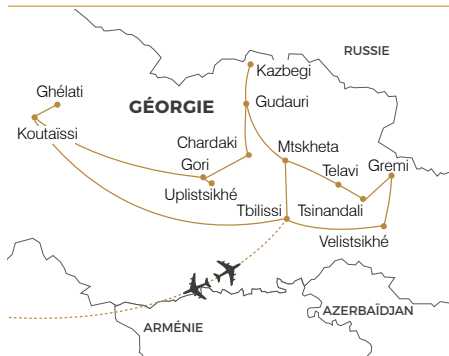 RUSSIE
Kazbegi
Ghélati
GÉORGIE
Gudauri
Koutaïssi
Chardaki
Mtskheta
Gori
Telavi
Gremi
Uplistsikhé
Tbilissi
Tsinandali
Velistsikhé
AZERBAÏDJAN
ARMÉNIE